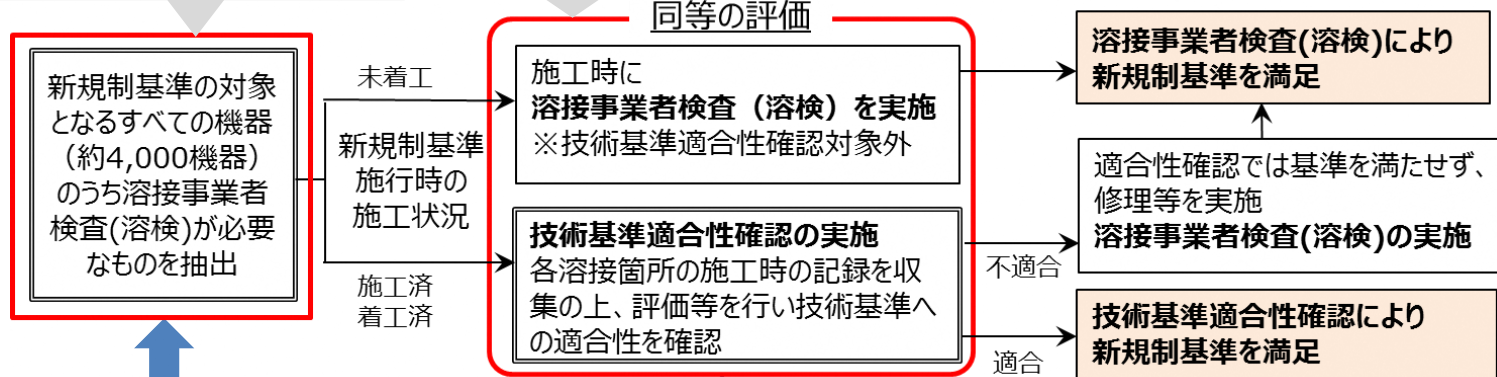 同等の評価
新規制基準の対象
となるすべての機器
（約4,000機器）
のうち溶接事業者
検査(溶検)が必要
なものを抽出
未着工
新規制基準
施行時の
施工状況
施工済
着工済
施工時に
溶接事業者検査（溶検）を実施
※技術基準適合性確認対象外
技術基準適合性確認の実施
各溶接箇所の施工時の記録を収
集の上、評価等を行い技術基準へ
の適合性を確認
不適合
適合
溶接事業者検査(溶検)により
新規制基準を満足
適合性確認では基準を満たせず、
修理等を実施
溶接事業者検査(溶検)の実施
技術基準適合性確認により
新規制基準を満足